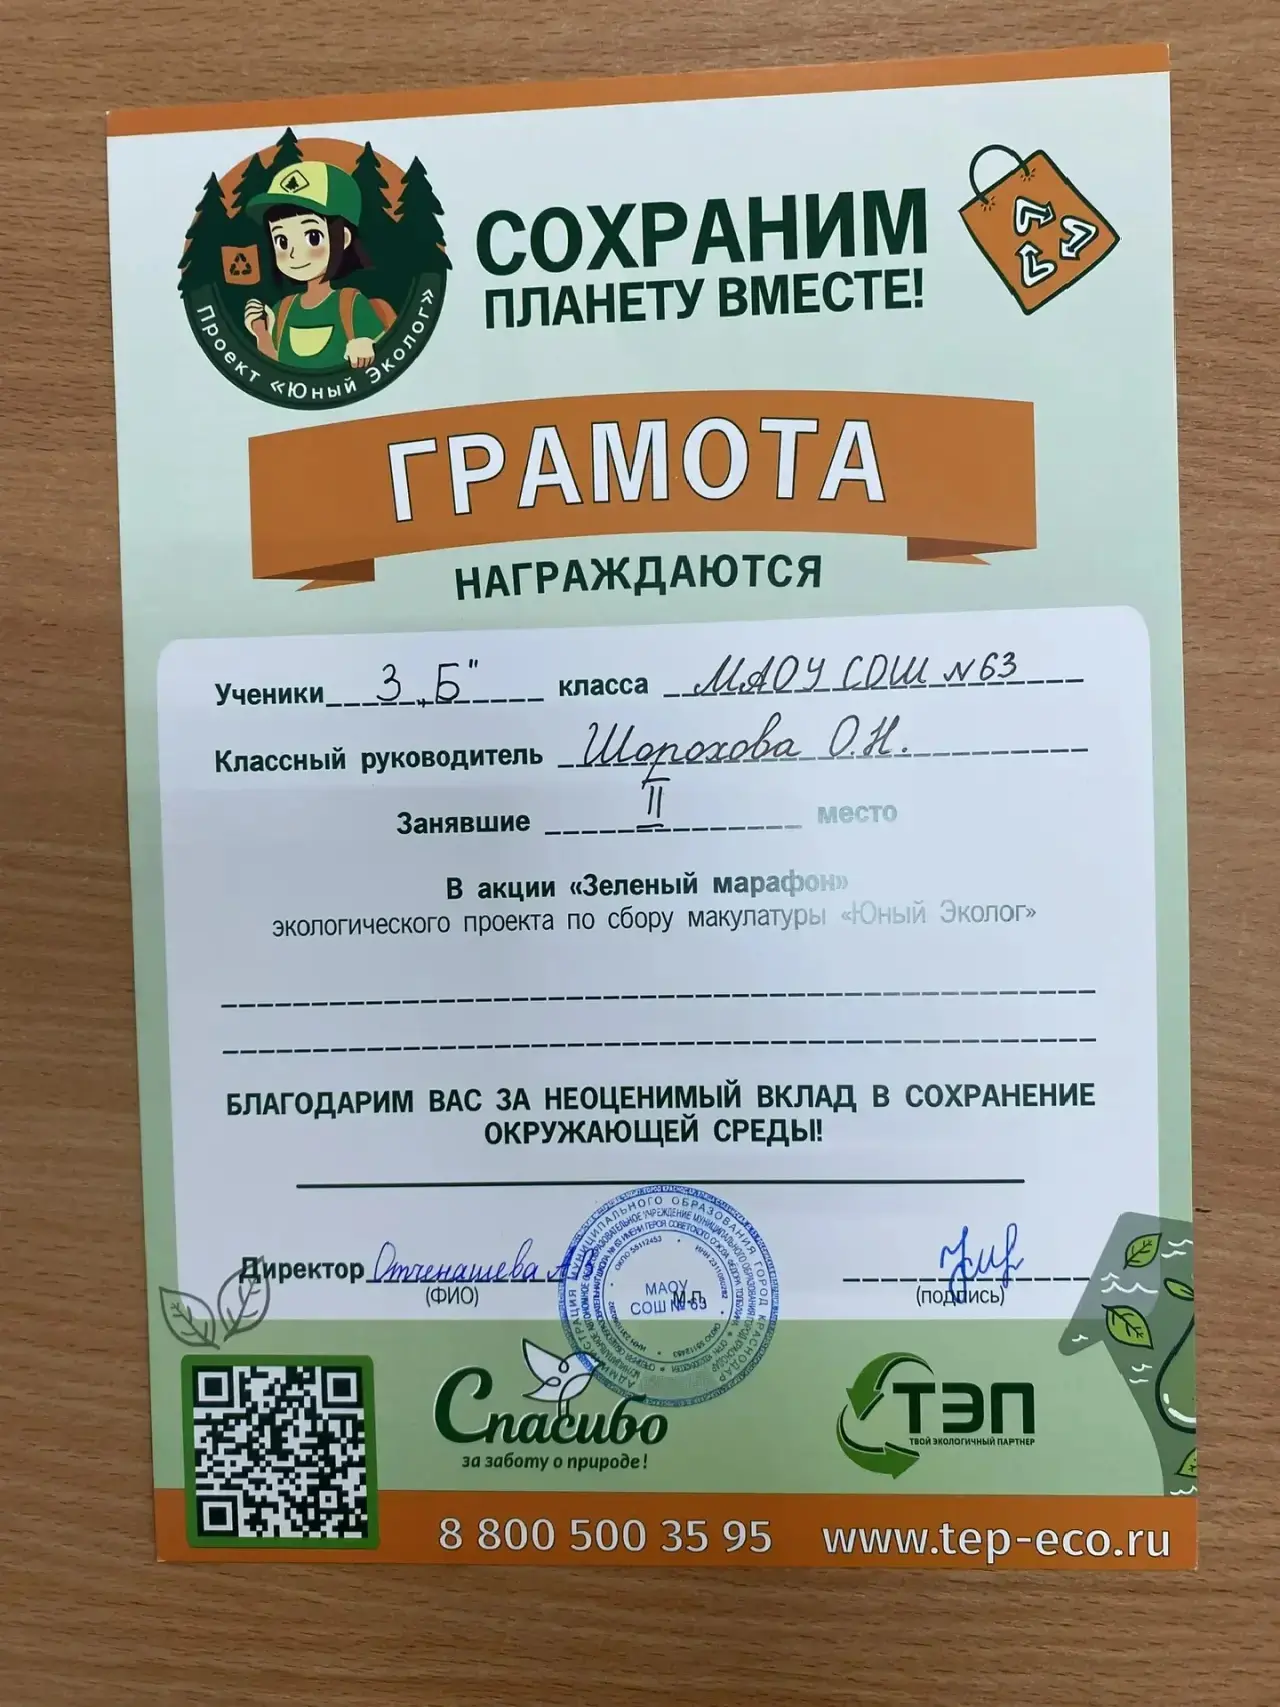 СОХРАНИМ
ПЛАНЕТУ ВМЕСТЕ!
Проект «Юный Эколог»
ГРАМОТА
НАГРАЖДАЮТСЯ
Ученики 3 „Б" класса МАОУ СОШ №63
Классный руководитель Шорохова О.Н.
Занявшие II место
В акции «Зеленый марафон»
экологического проекта по сбору макулатуры «Юный Эколог»
БЛАГОДАРИМ ВАС ЗА НЕОЦЕНИМЫЙ ВКЛАД В СОХРАНЕНИЕ
ОКРУЖАЮЩЕЙ СРЕДЫ!
Директор Отченашева
(ФИО)
М.П.
(подпись)
МАОУ
СОШ № 63
Спасибо
за заботу о природе!
ТЭП
ТВОЙ ЭКОЛОГИЧНЫЙ ПАРТНЕР
8 800 500 35 95 www.tep-eco.ru